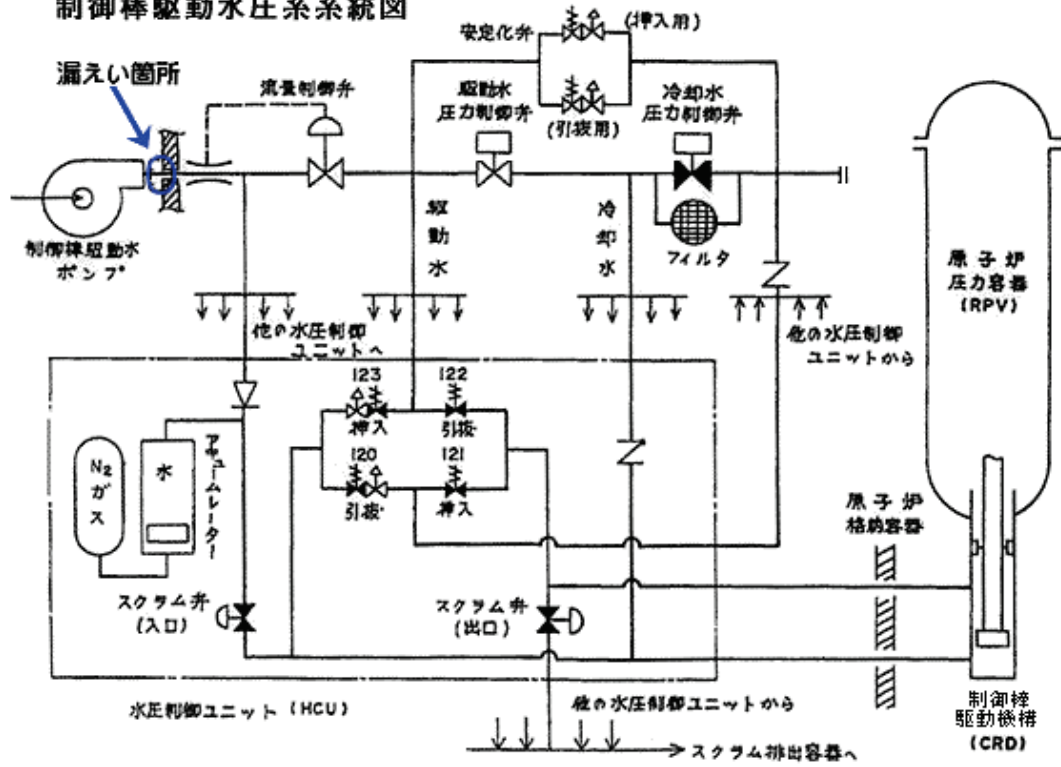 制御棒駆動水圧系系統図
漏えい箇所
流量制御弁
安定化弁
(押入用)
(引抜用)
駆動水
圧力制御弁
冷却水
圧力制御弁
制御棒駆動水
ポンプ
駆動水
冷却水
フィルタ
原子炉
圧力容器
(RPV)
他の水圧制御
ユニットへ
他の水圧制御
ユニットから
123
挿入
122
引抜
120
引抜
121
挿入
N2
ガス
水
アキュームレーター
原子炉
格納容器
スクラム弁
(入口)
スクラム弁
(出口)
水圧制御ユニット(HCU)
他の水圧制御ユニットから
スクラム排出容器へ
制御棒
駆動機構
(CRD)